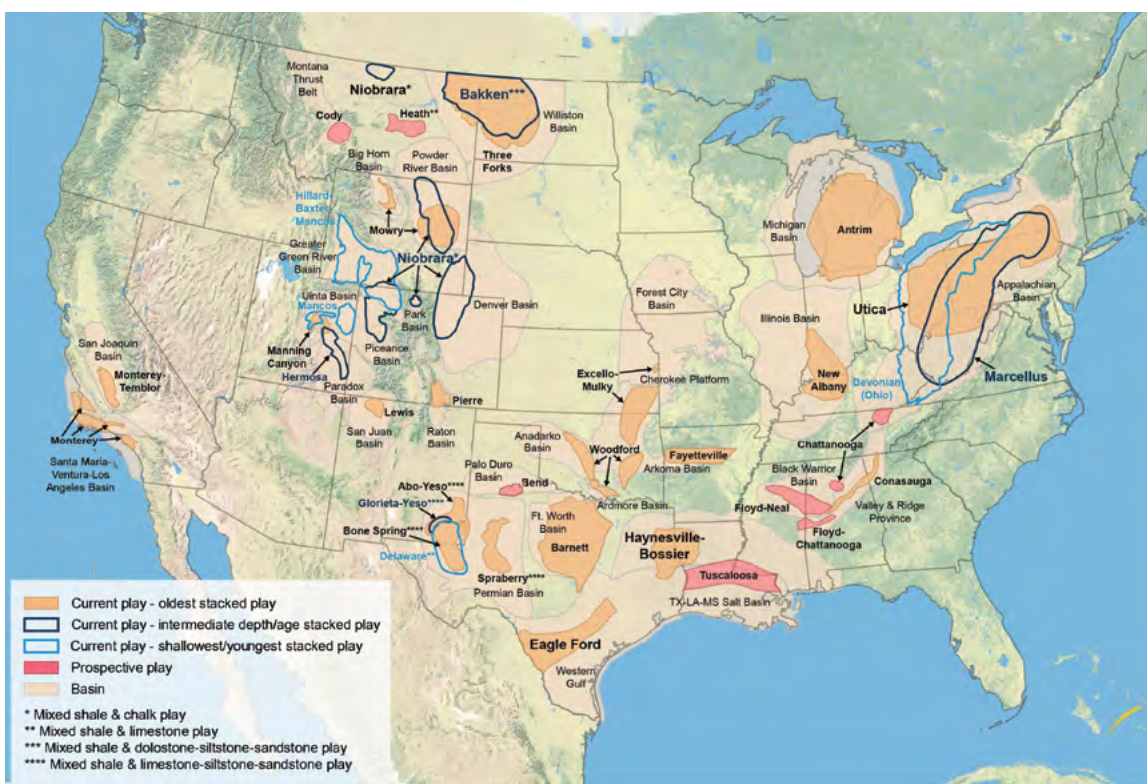 Montana
Thrust
Belt
Niobrara*
Bakken***
Williston
Basin
Cody
Heath**
Big Horn
Basin
Powder
River Basin
Three
Forks
Hillard-
Baxter-
Mancos
Mowry
Greater
Green River
Basin
Niobrara*
Uinta Basin
Mancos
Park
Basin
Denver Basin
Manning
Canyon
Hermosa
Piceance
Basin
Paradox
Basin
San Joaquin
Basin
Monterey-
Temblor
Monterey
Santa Maria-
Ventura-Los
Angeles Basin
Lewis
San Juan
Basin
Pierre
Raton
Basin
Forest City
Basin
Excello-
Mulky
Cherokee Platform
Michigan
Basin
Antrim
Illinois Basin
New
Albany
Utica
Appalachian
Basin
Devonian
(Ohio)
Marcellus
Anadarko
Basin
Woodford
Arkoma Basin
Fayetteville
Palo Duro
Basin
Bend
Ardmore Basin
Chattanooga
Black Warrior
Basin
Conasauga
Floyd-Neal
Valley & Ridge
Province
Floyd-
Chattanooga
Abo-Yeso****
Glorieta-Yeso****
Bone Spring****
Delaware**
Ft. Worth
Basin
Barnett
Spraberry****
Permian Basin
Haynesville-
Bossier
Tuscaloosa
TX-LA-MS Salt Basin
Eagle Ford
Western
Gulf
Current play - oldest stacked play
Current play - intermediate depth/age stacked play
Current play - shallowest/youngest stacked play
Prospective play
Basin
* Mixed shale & chalk play
** Mixed shale & limestone play
*** Mixed shale & dolostone-siltstone-sandstone play
**** Mixed shale & limestone-siltstone-sandstone play